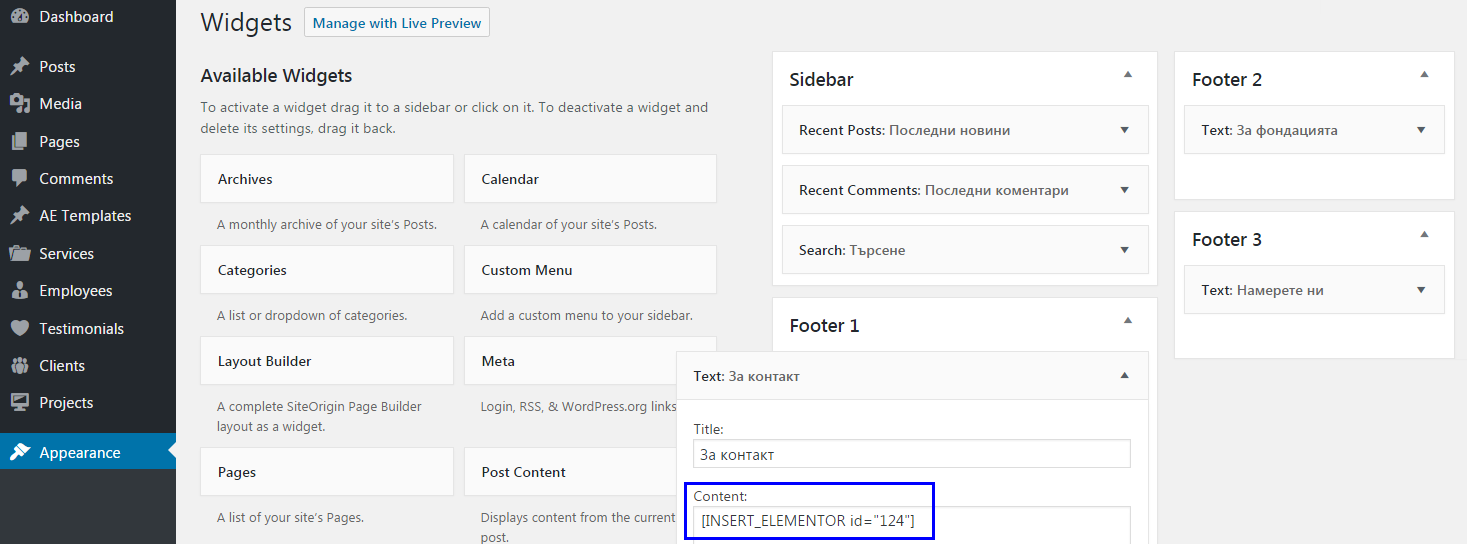 Dashboard
Posts
Media
Pages
Comments
AE Templates
Services
Employees
Testimonials
Clients
Projects
Appearance
Widgets
Manage with Live Preview
Available Widgets
To activate a widget drag it to a sidebar or click on it. To deactivate a widget and
delete its settings, drag it back.
Archives
A monthly archive of your site's Posts.
Calendar
A calendar of your site's Posts.
Categories
A list or dropdown of categories.
Custom Menu
Add a custom menu to your sidebar.
Layout Builder
A complete SiteOrigin Page Builder
layout as a widget.
Meta
Login, RSS, & WordPress.org links
Pages
A list of your site's Pages.
Post Content
Displays content from the current
post.
Sidebar
Recent Posts: Последни новини
Recent Comments: Последни коментари
Search: Търсене
Footer 1
Text: За контакт
Title:
За контакт
Content:
[INSERT_ELEMENTOR id="124"]
Footer 2
Text: За фондацията
Footer 3
Text: Намерете ни